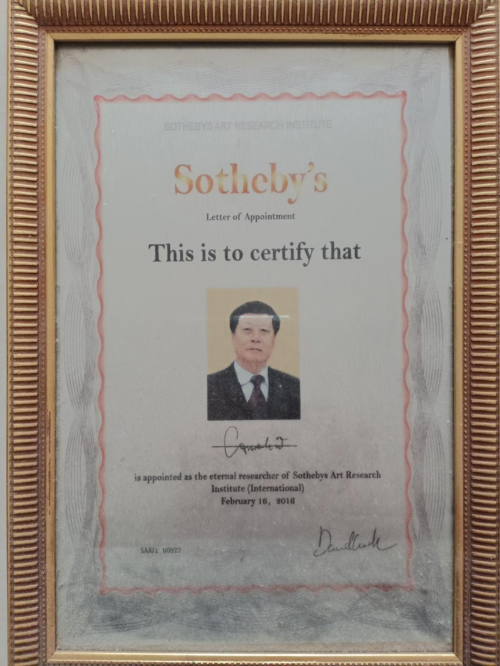 SOTHEBYS ART RESEARCH INSTITUTE
Sotheby's
Letter of Appointment
This is to certify that
is appointed as the eternal researcher of Sothebys Art Research
Institute (International)
February 16, 2016